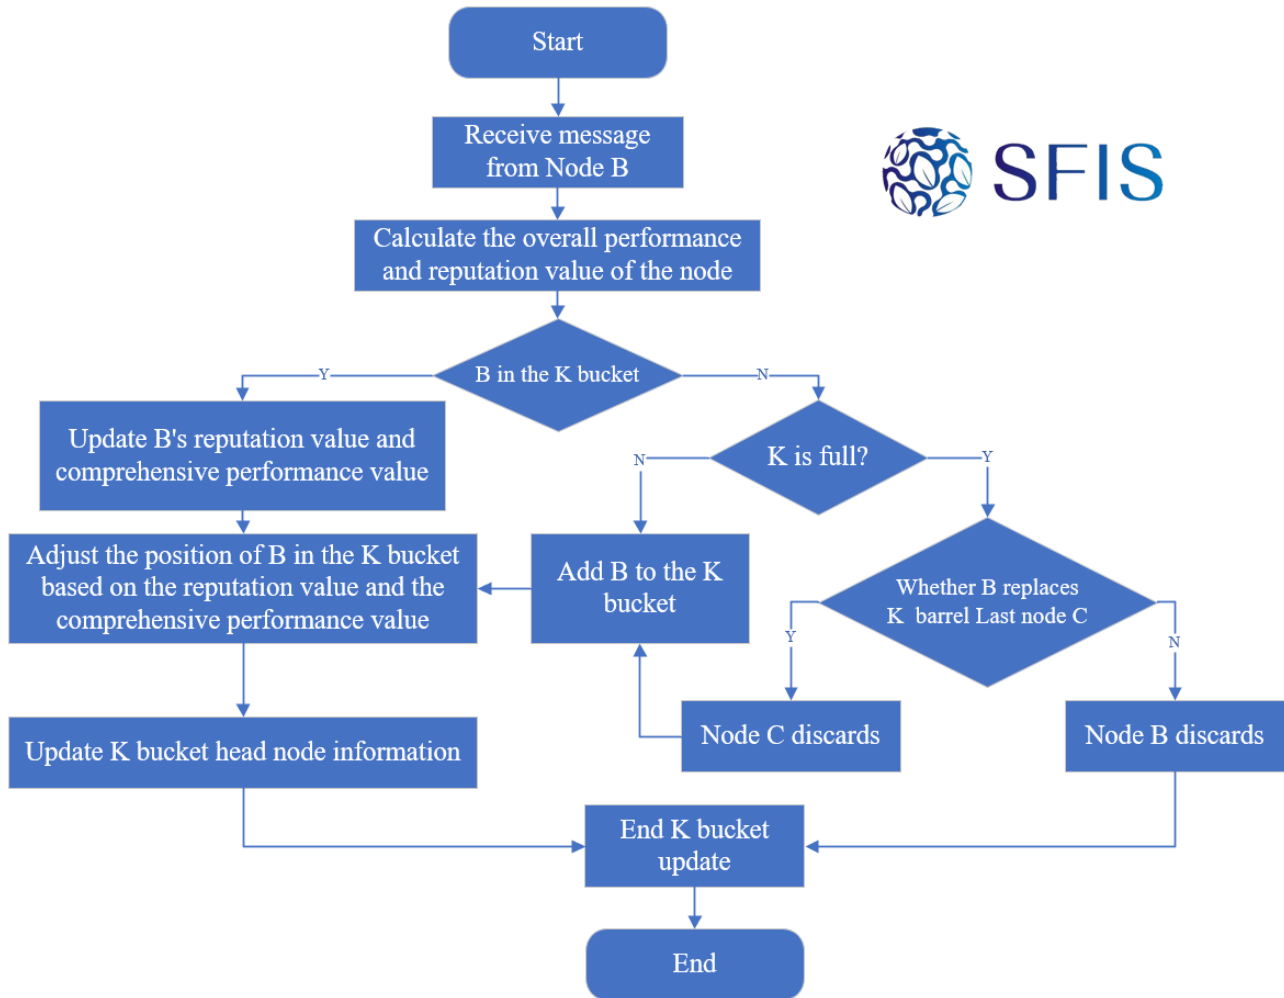 Start
Receive message
from Node B
SFIS
Calculate the overall performance
and reputation value of the node
B in the K bucket
Y
N
Update B's reputation value and
comprehensive performance value
K is full?
N
Y
Adjust the position of B in the K bucket
based on the reputation value and the
comprehensive performance value
Add B to the K
bucket
Whether B replaces
K barrel Last node C
Y
N
Update K bucket head node information
Node C discards
Node B discards
End K bucket
update
End